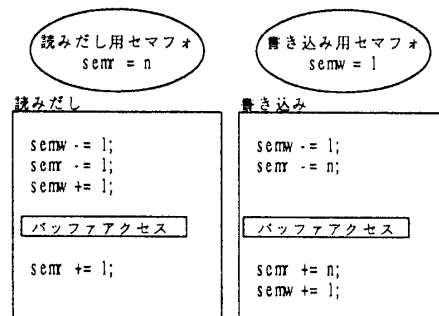 読みだし用セマフォ
semr = n
書き込み用セマフォ
semw = 1
読みだし
semw -= 1;
semr -= 1;
semw += 1;
バッファアクセス
semr += 1;
書き込み
semw -= 1;
semr -= n;
バッファアクセス
semr += n;
semw += 1;